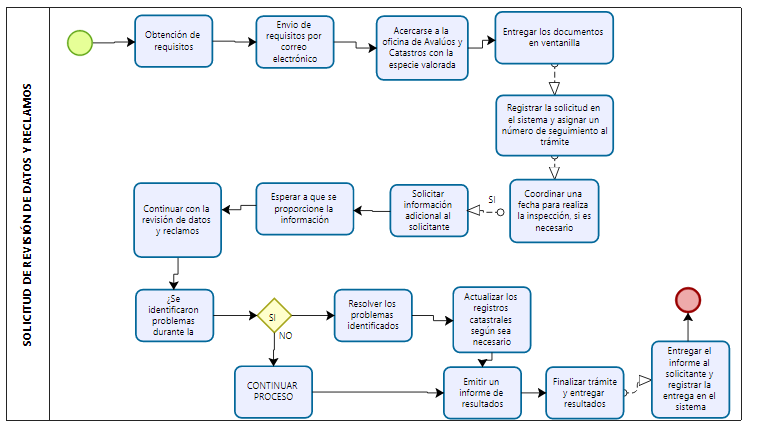 SOLICITUD DE REVISIÓN DE DATOS Y RECLAMOS
Obtención de
requisitos
Envio de
requisitos por
correo
electrónico
Acercarse a la
oficina de Avalúos y
Catastros con la
especie valorada
Entregar los documentos
en ventanilla
Registrar la solicitud en
el sistema y asignar un
número de seguimiento al
trámite
Coordinar una
fecha para realiza
la inspección, si es
necesario
SI
Solicitar
información
adicional al
solicitante
Esperar a que se
proporcione la
información
Continuar con la
revisión de datos
y reclamos
¿Se
identificaron
problemas
durante la
SI
NO
Resolver los
problemas
identificados
Actualizar los
registros
catastrales
según sea
necesario
CONTINUAR
PROCESO
Emitir un
informe de
resultados
Finalizar trámite
y entregar
resultados
Entregar el
informe al
solicitante y
registrar la
entrega en el
sistema